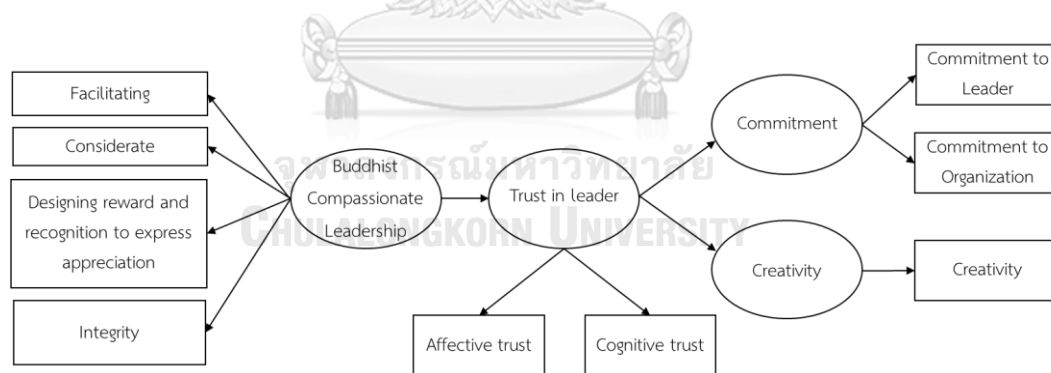 Facilitating
Considerate
Designing reward and
recognition to express
appreciation
Integrity
Buddhist
Compassionate
Leadership
Trust in leader
Affective trust
Cognitive trust
Commitment
Creativity
Commitment to
Leader
Commitment to
Organization
Creativity
จุฬาลงกรณ์มหาวิทยาลัย
CHULALONGKORN UNIVERSITY